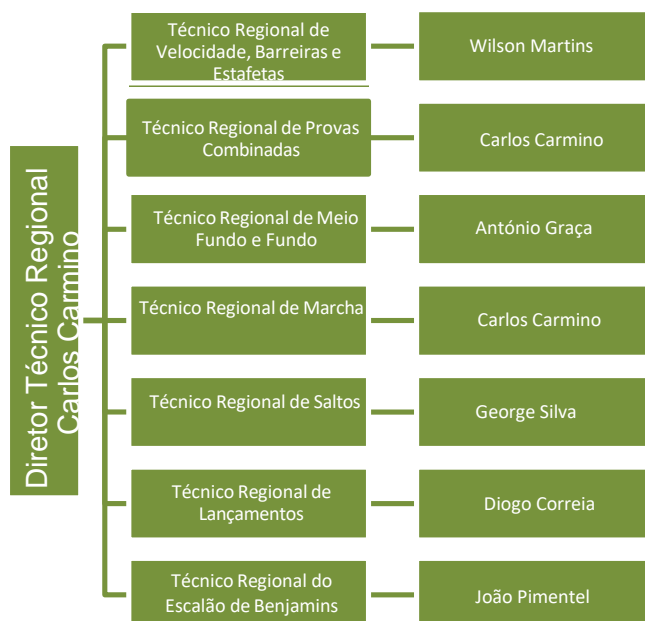 Diretor Técnico Regional
Carlos Carmino
Técnico Regional de
Velocidade, Barreiras e
Estafetas
Wilson Martins
Técnico Regional de Provas
Combinadas
Carlos Carmino
Técnico Regional de Meio
Fundo e Fundo
António Graça
Técnico Regional de Marcha
Carlos Carmino
Técnico Regional de Saltos
George Silva
Técnico Regional de
Lançamentos
Diogo Correia
Técnico Regional do
Escalão de Benjamins
João Pimentel